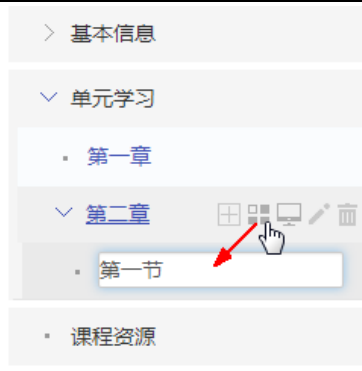 基本信息
单元学习
第一章
第二章
第一节
课程资源